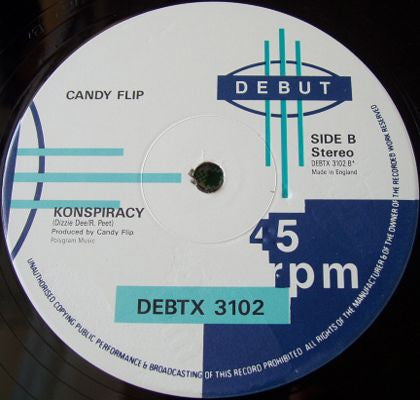 CANDY FLIP
DEBUT
SIDE B
Stereo
DEBTX 3102 B*
Made in England
KONSPIRACY
(Dizzie Dee/R. Peet)
Produced by Candy Flip
Polygram Music
45
rpm
DEBTX 3102
UNAUTHORISED COPYING PUBLIC PERFORMANCE & BROADCASTING OF THIS RECORD PROHIBITED ALL RIGHTS OF THE MANUFACTURER & OF THE OWNER OF THE RECORDED WORK RESERVED